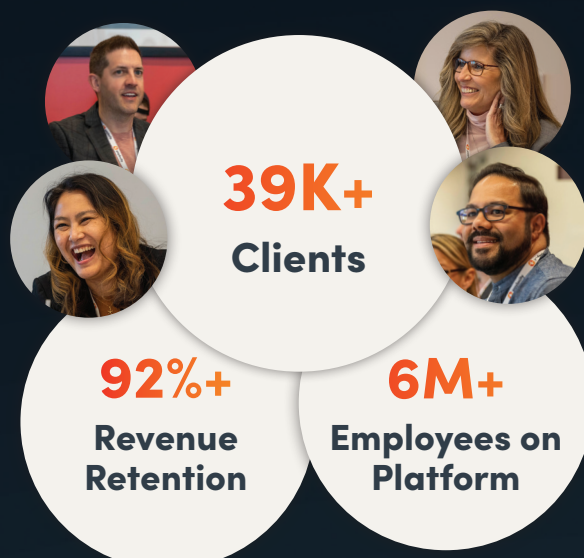 39K+
Clients
92%+
Revenue
Retention
6M+
Employees on
Platform